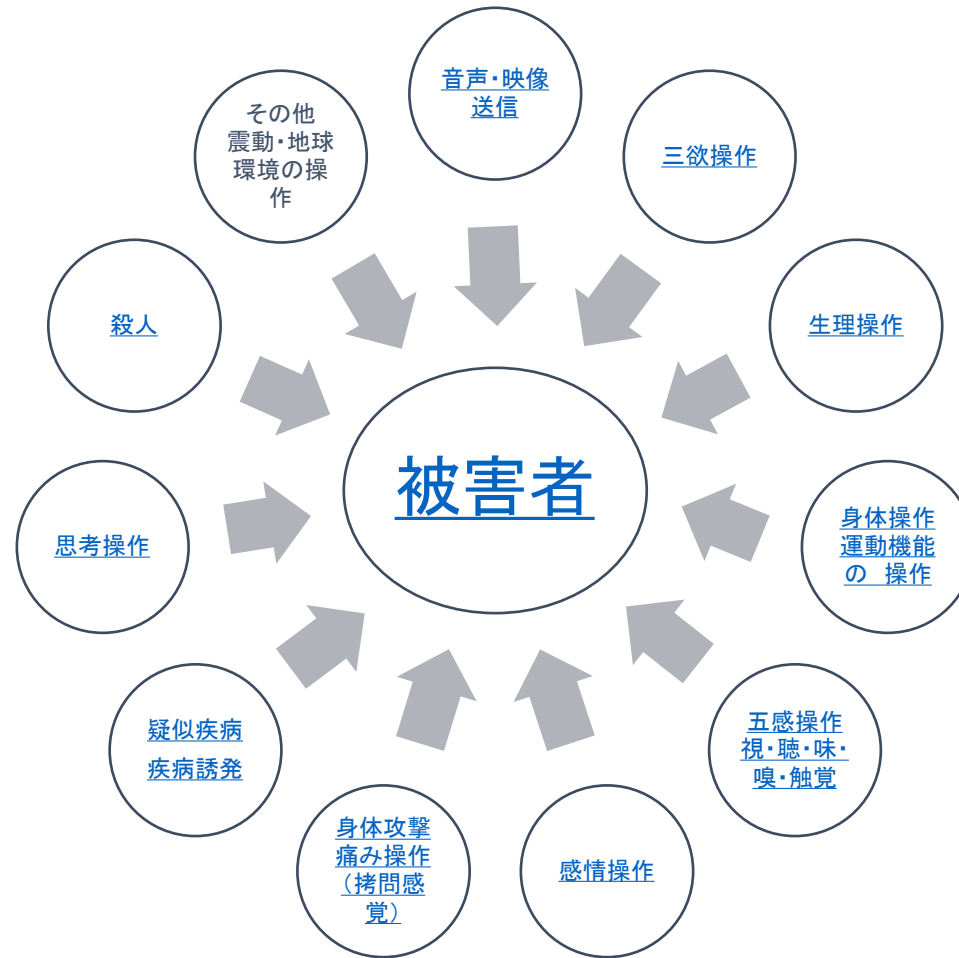 音声・映像
送信
三欲操作
生理操作
身体操作
運動機能
の 操作
五感操作
視・聴・味・
嗅・触覚
感情操作
身体攻撃
痛み操作
（拷問感
覚）
疑似疾病
疾病誘発
思考操作
殺人
その他
震動・地球
環境の操
作
被害者